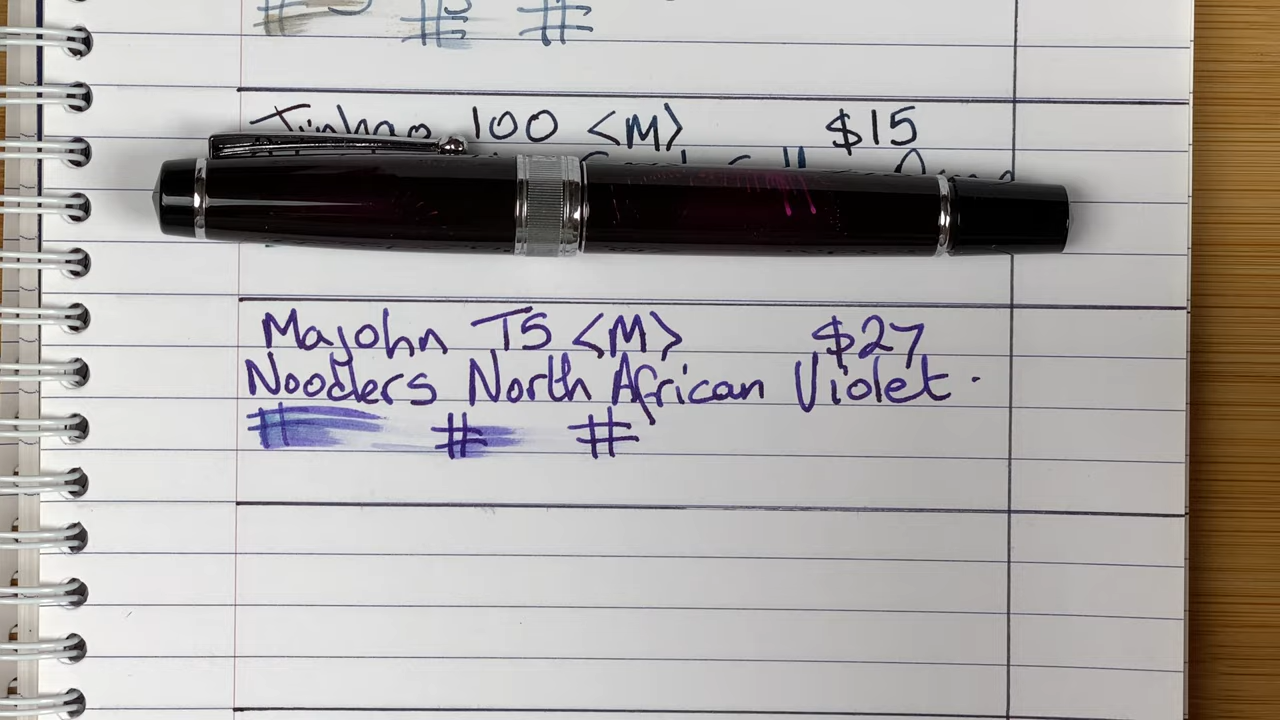 # # #
Jinhao 100 <M> $15
Majohn T5 <M> $27
Nooders North African Violet.
# # #